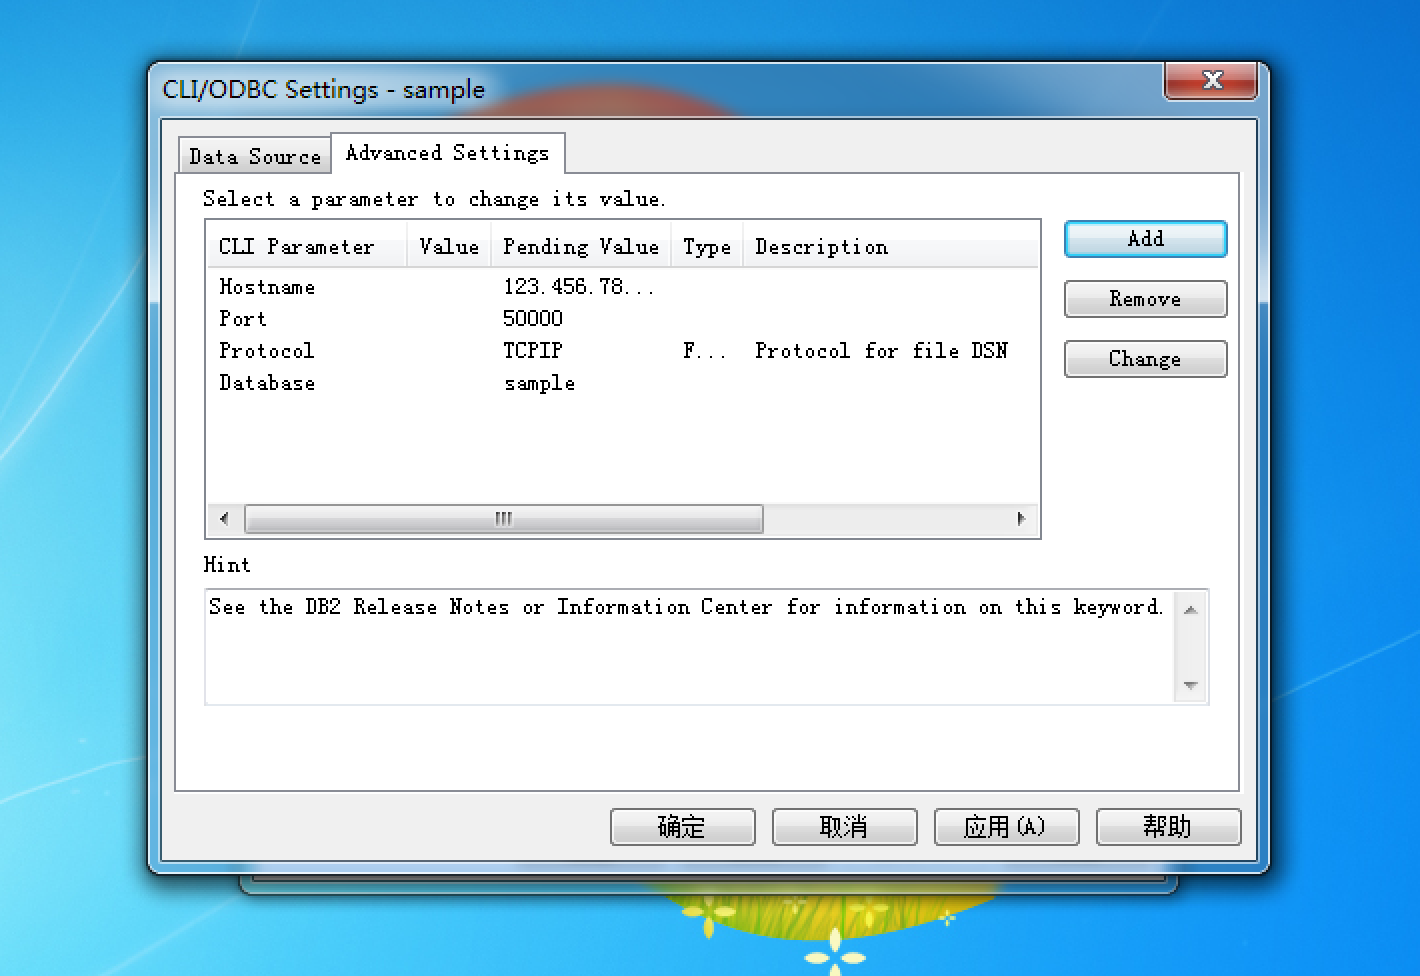 CLI/ODBC Settings - sample
Data Source
Advanced Settings
Select a parameter to change its value.
CLI Parameter Value Pending Value Type Description
Hostname 123.456.78...
Port 50000
Protocol TCPIP F... Protocol for file DSN
Database sample
Add
Remove
Change
Hint
See the DB2 Release Notes or Information Center for information on this keyword.
确定
取消
应用(A)
帮助